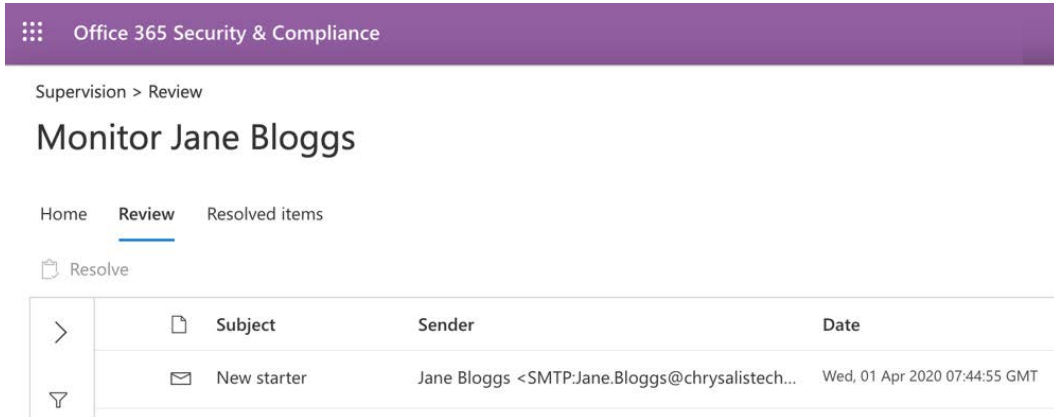 Office 365 Security & Compliance
Supervision > Review
Monitor Jane Bloggs
Home Review Resolved items
Resolve
Subject Sender Date
New starter Jane Bloggs <SMTP:Jane.Bloggs@chrysalistech... Wed, 01 Apr 2020 07:44:55 GMT